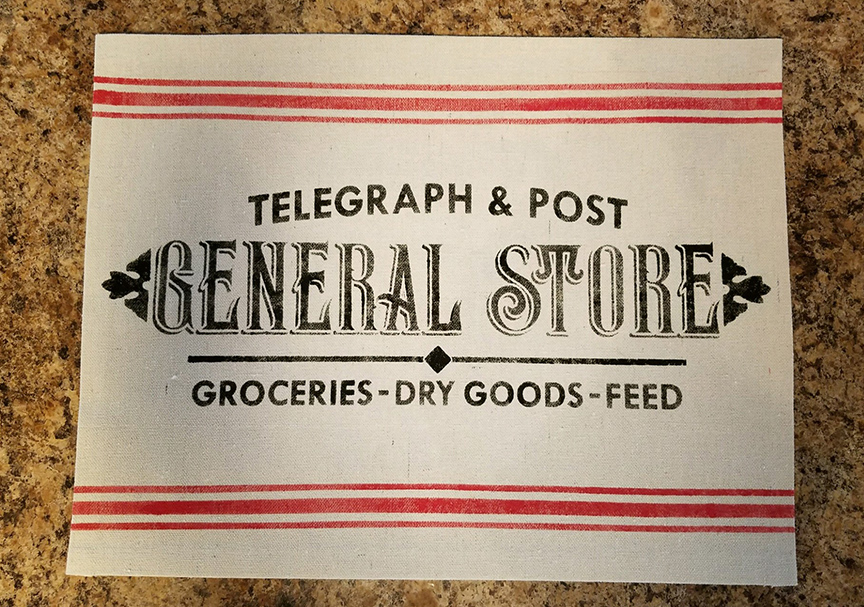 TELEGRAPH & POST
GENERAL STORE
GROCERIES-DRY GOODS-FEED